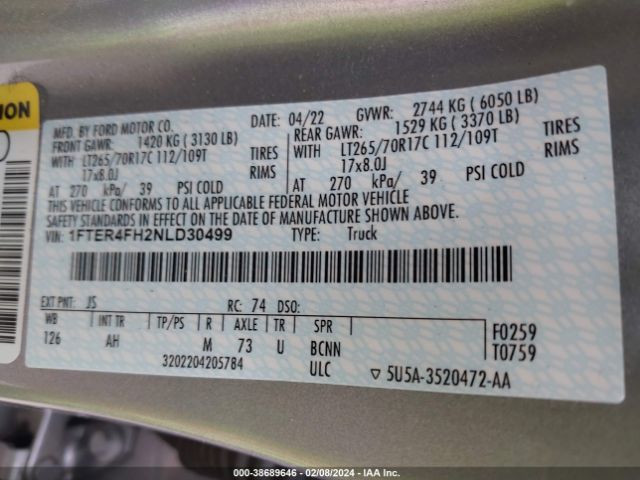 ION
MFD. BY FORD MOTOR CO.
DATE: 04/22 GVWR: 2744 KG ( 6050 LB)
FRONT GAWR: 1420 KG ( 3130 LB)
REAR GAWR: 1529 KG ( 3370 LB)
WITH LT265/70R17C 112/109T TIRES
WITH LT265/70R17C 112/109T TIRES
17x8.0J RIMS
17x8.0J RIMS
AT 270 kPa/ 39 PSI COLD
AT 270 kPa/ 39 PSI COLD
THIS VEHICLE CONFORMS TO ALL APPLICABLE FEDERAL MOTOR VEHICLE
SAFETY STANDARDS IN EFFECT ON THE DATE OF MANUFACTURE SHOWN ABOVE.
VIN: 1FTER4FH2NLD30499 TYPE: Truck
EXT PNT: JS RC: 74 DSO:
WB INT TR TP/PS R AXLE TR SPR
126 AH M 73 U BCNN
F0259
T0759
3202204205784 ULC
5U5A-3520472-AA
000-38689646 - 02/08/2024 - IAA Inc.